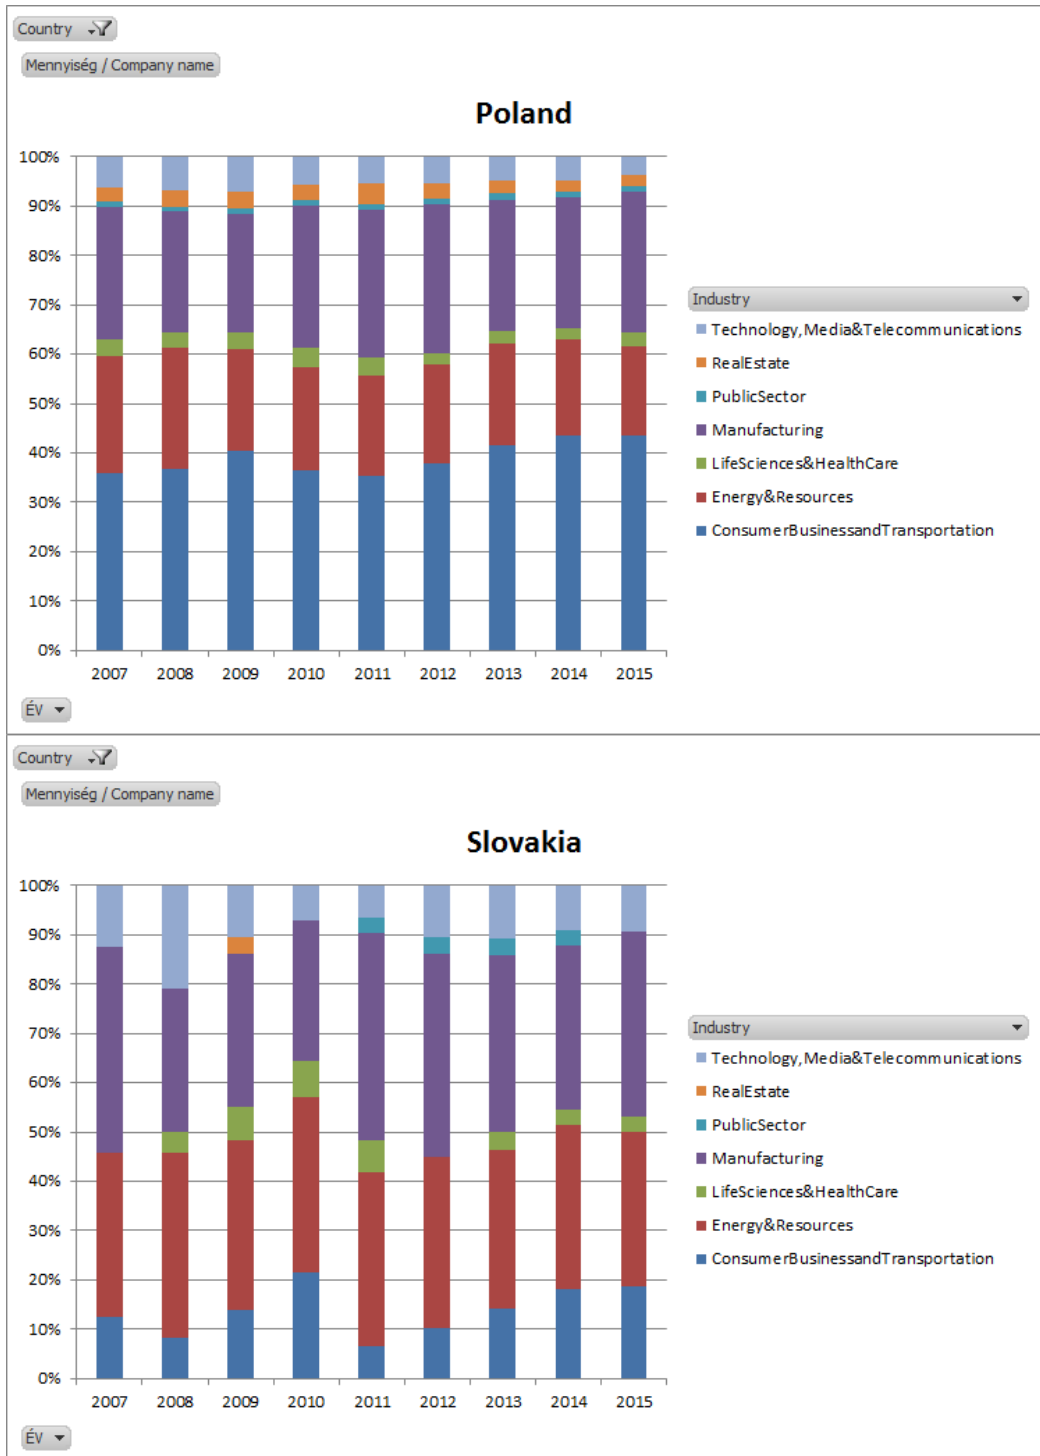 Country
Mennyiség / Company name
Poland
100%
90%
80%
70%
60%
50%
40%
30%
20%
10%
0%
2007 2008 2009 2010 2011 2012 2013 2014 2015
Industry
Technology,Media&Telecommunications
RealEstate
PublicSector
Manufacturing
LifeSciences&HealthCare
Energy&Resources
ConsumerBusinessandTransportation
ÉV
Country
Mennyiség / Company name
Slovakia
100%
90%
80%
70%
60%
50%
40%
30%
20%
10%
0%
2007 2008 2009 2010 2011 2012 2013 2014 2015
Industry
Technology,Media&Telecommunications
RealEstate
PublicSector
Manufacturing
LifeSciences&HealthCare
Energy&Resources
ConsumerBusinessandTransportation
ÉV